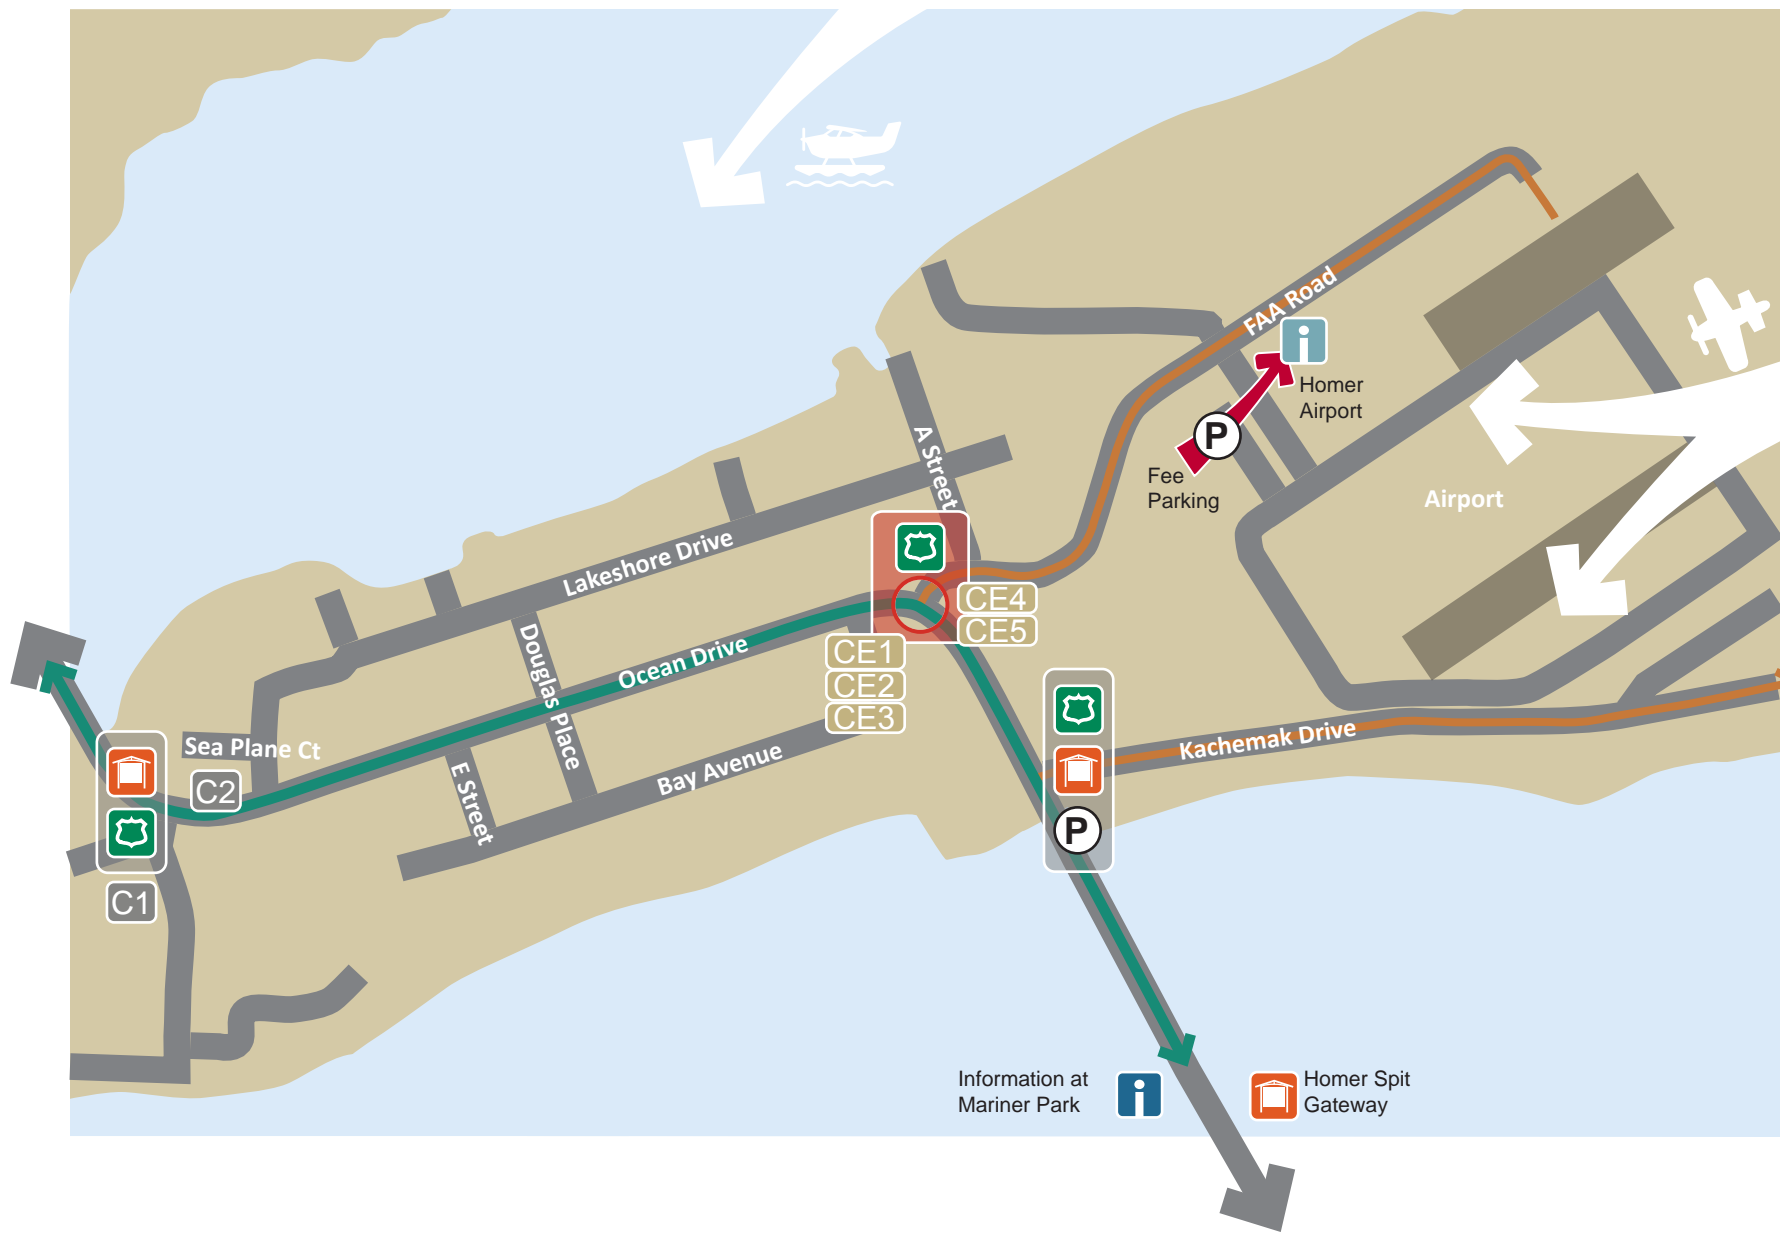 FAA Road
Homer
Airport
P
Fee
Parking
Airport
A Street
Lakeshore Drive
CE4
CE5
Douglas Place
Ocean Drive
CE1
CE2
CE3
Sea Plane Ct
Kachemak Drive
C2
E Street
Bay Avenue
P
C1
Information at
Mariner Park
Homer Spit
Gateway